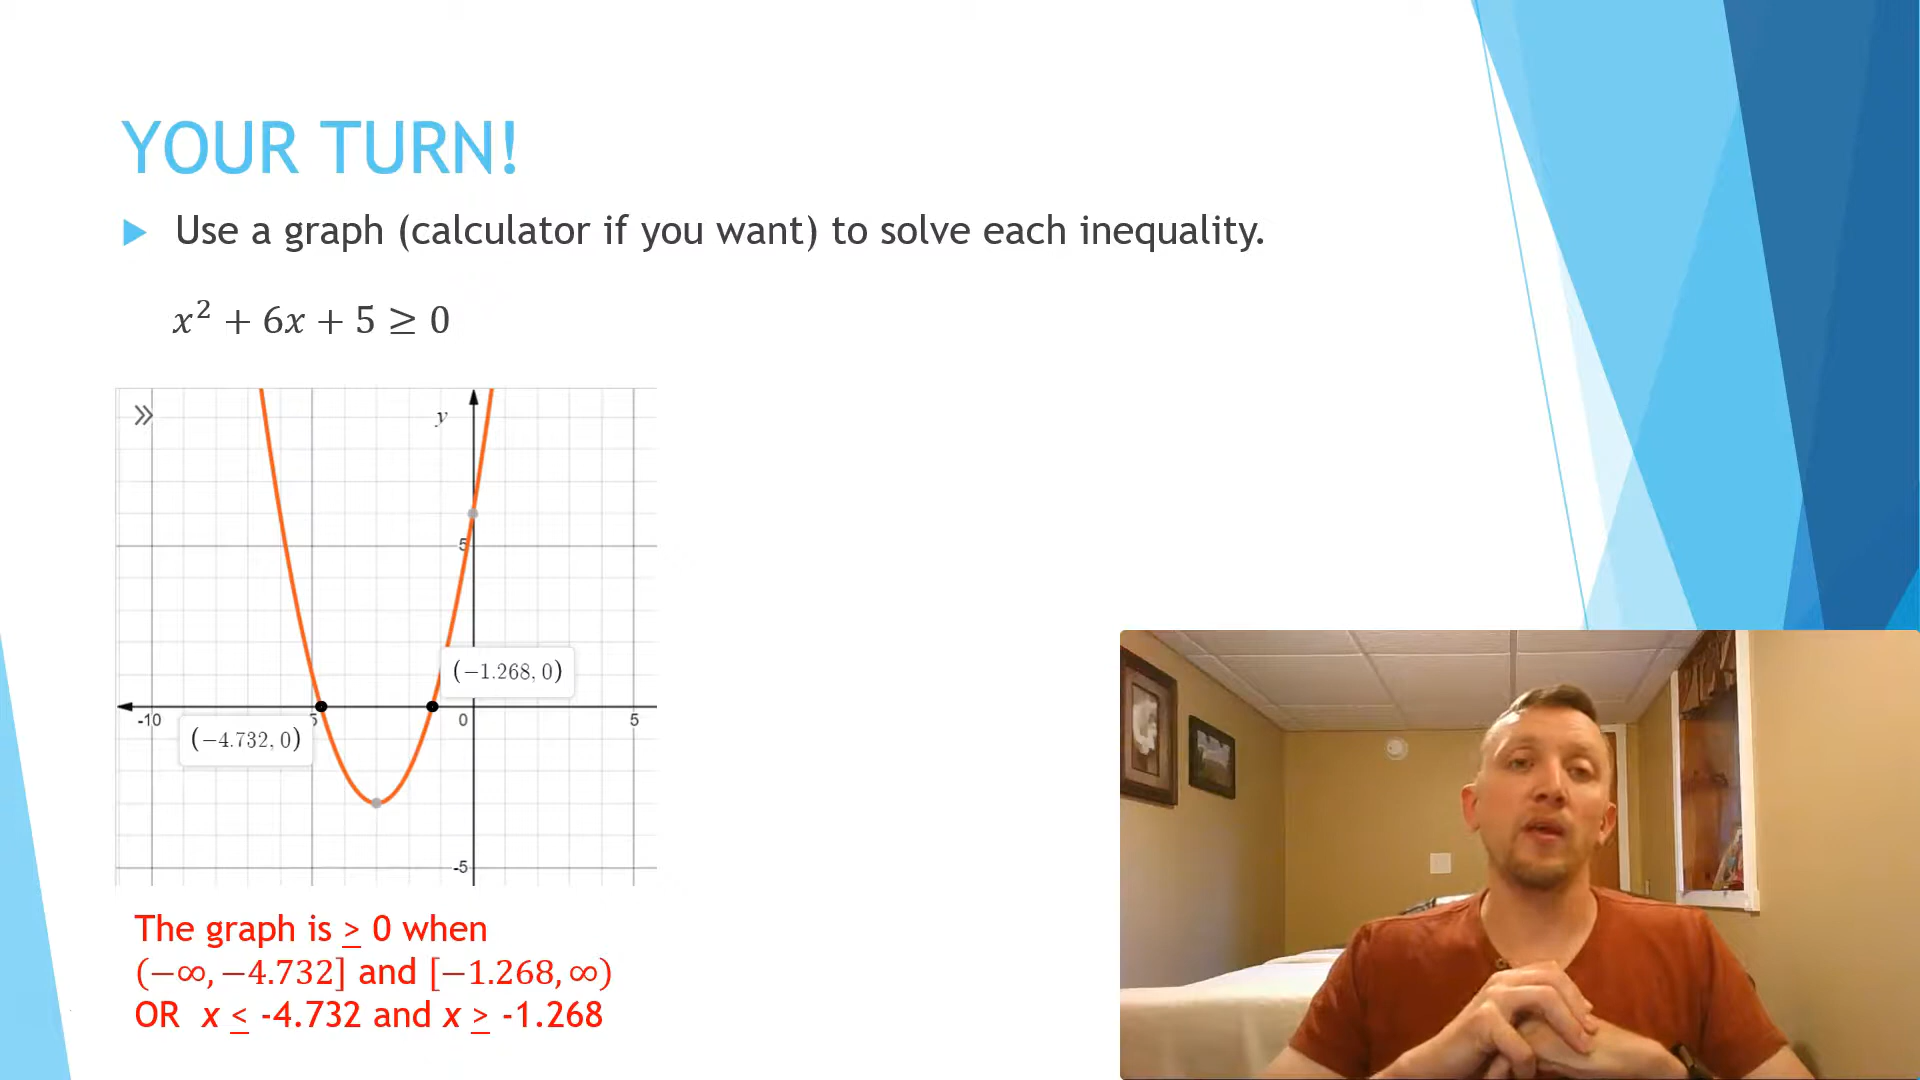 YOUR TURN!
Use a graph (calculator if you want) to solve each inequality.
x² + 6x + 5 ≥ 0
y
5
(−1.268, 0)
-10
5
0
5
(−4.732, 0)
-5
The graph is ≥ 0 when
(−∞, −4.732] and [−1.268, ∞)
OR x ≤ -4.732 and x ≥ -1.268